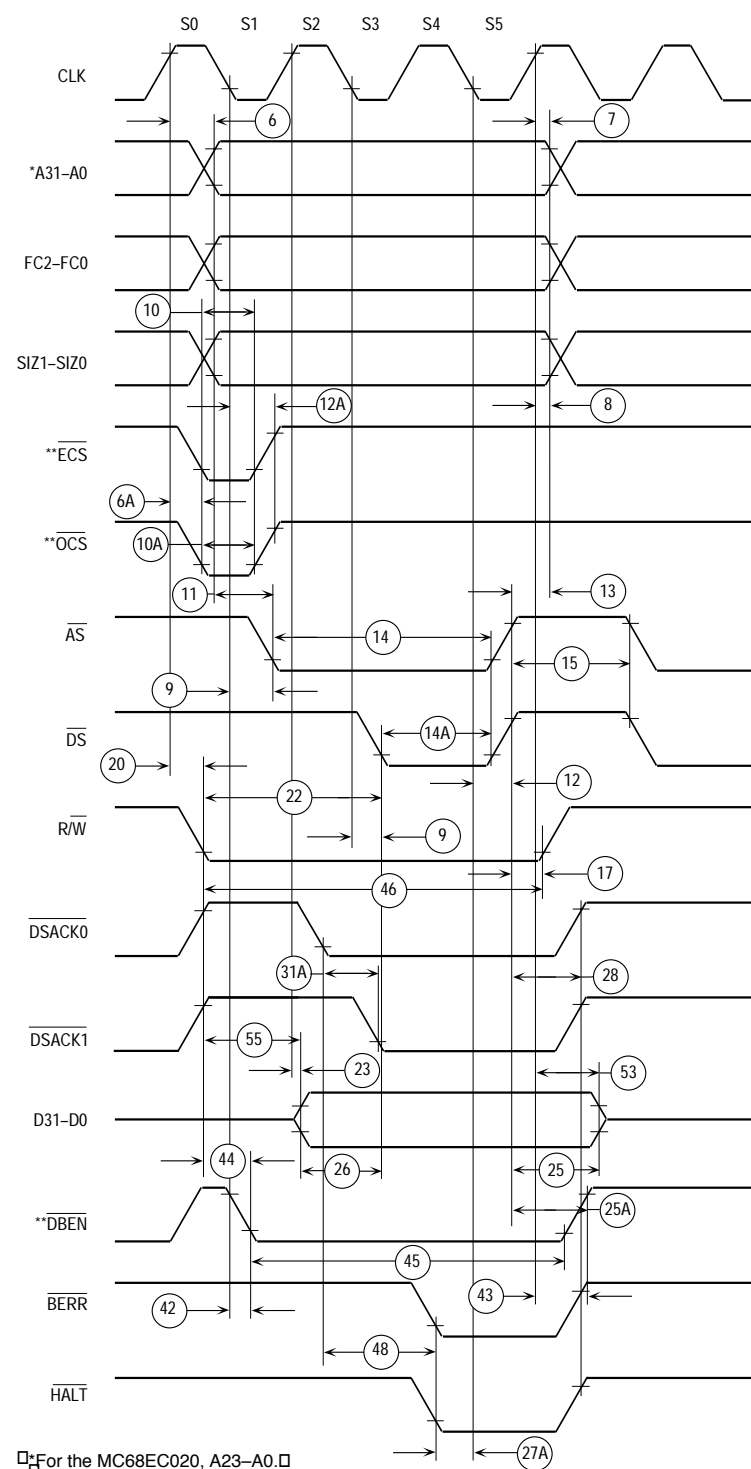 S0 S1 S2 S3 S4 S5
CLK
6 7
*A31–A0
FC2–FC0
10
SIZ1–SIZ0
12A 8
**ECS
6A
**OCS
10A
11 13
AS
14
15
9
DS
14A
20 12
22
R/W
9
17
46
DSACK0
31A 28
DSACK1
55
23 53
D31–D0
44 26 25
**DBEN
25A
45
BERR
42 43
48
HALT
27A
*For the MC68EC020, A23–A0.